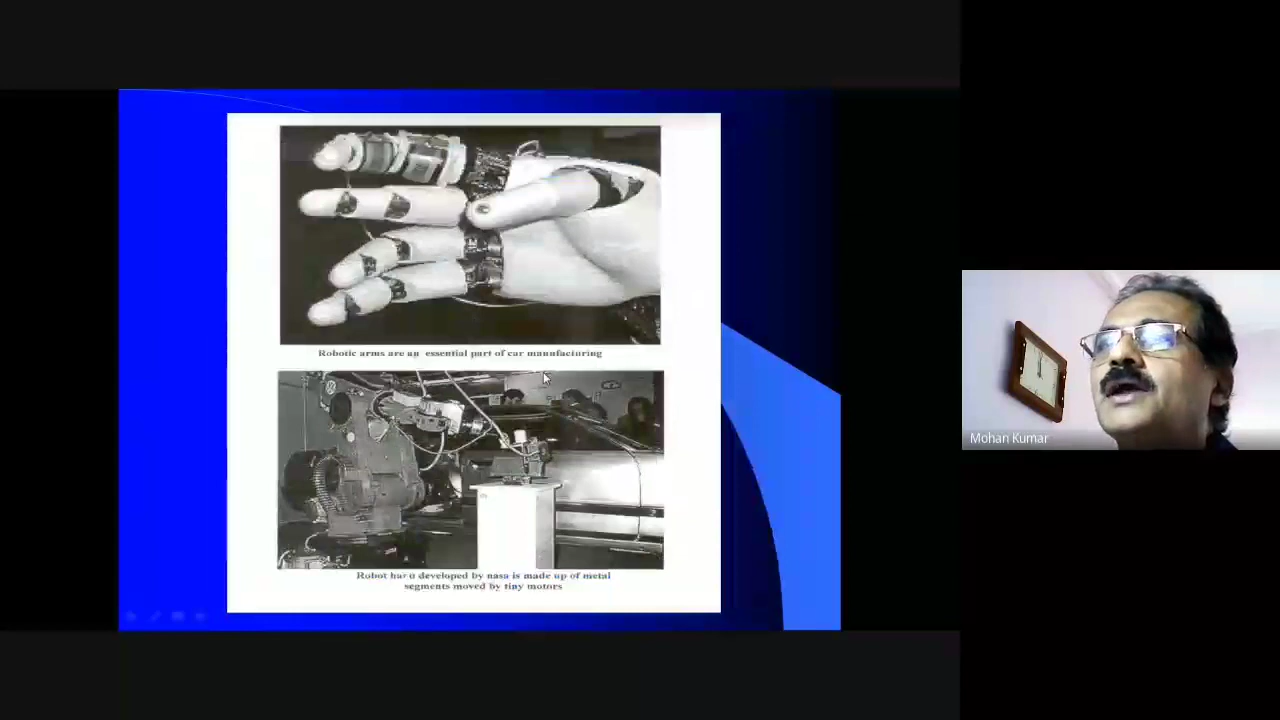 Robotic arms are an essential part of car manufacturing
Robot hand developed by nasa is made up of metal
segments moved by tiny motors
Mohan Kumar